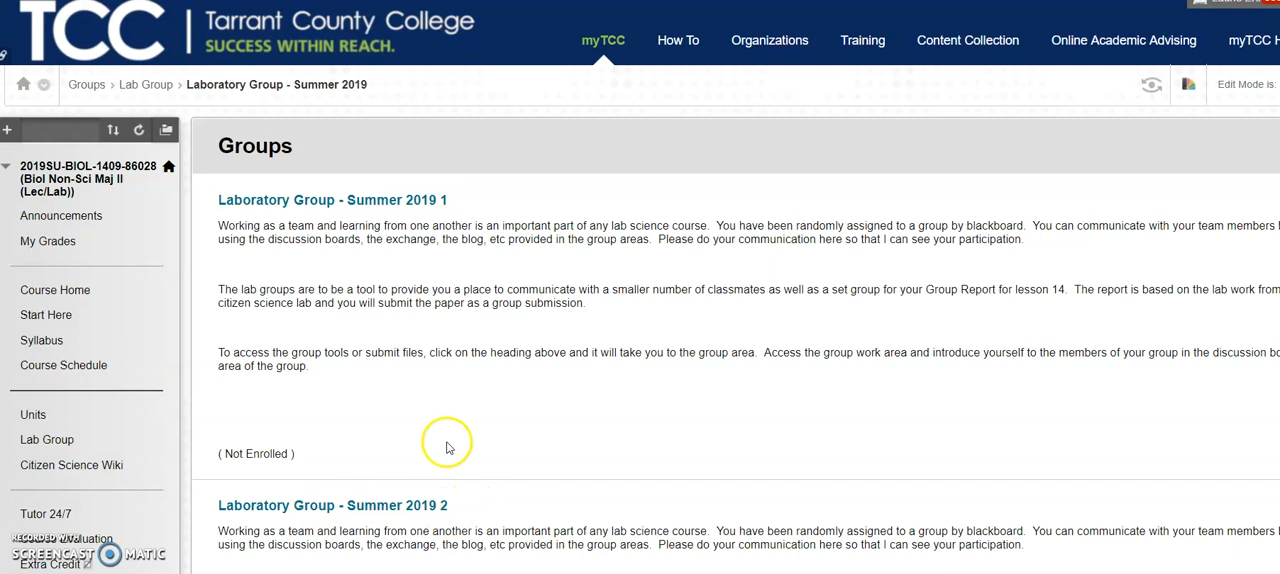 TCC
Tarrant County College
SUCCESS WITHIN REACH.
myTCC How To Organizations Training Content Collection Online Academic Advising myTCC
Groups › Lab Group › Laboratory Group - Summer 2019
Edit Mode is:
2019SU-BIOL-1409-86028
(Biol Non-Sci Maj II
(Lec/Lab))
Announcements
My Grades
Course Home
Start Here
Syllabus
Course Schedule
Units
Lab Group
Citizen Science Wiki
Tutor 24/7
Course Evaluation
Extra Credit
RECORDED WITH
SCREENCAST MATIC
Groups
Laboratory Group - Summer 2019 1
Working as a team and learning from one another is an important part of any lab science course. You have been randomly assigned to a group by blackboard. You can communicate with your team members
using the discussion boards, the exchange, the blog, etc provided in the group areas. Please do your communication here so that I can see your participation.
The lab groups are to be a tool to provide you a place to communicate with a smaller number of classmates as well as a set group for your Group Report for lesson 14. The report is based on the lab work from
citizen science lab and you will submit the paper as a group submission.
To access the group tools or submit files, click on the heading above and it will take you to the group area. Access the group work area and introduce yourself to the members of your group in the discussion
area of the group.
( Not Enrolled )
Laboratory Group - Summer 2019 2
Working as a team and learning from one another is an important part of any lab science course. You have been randomly assigned to a group by blackboard. You can communicate with your team members
using the discussion boards, the exchange, the blog, etc provided in the group areas. Please do your communication here so that I can see your participation.